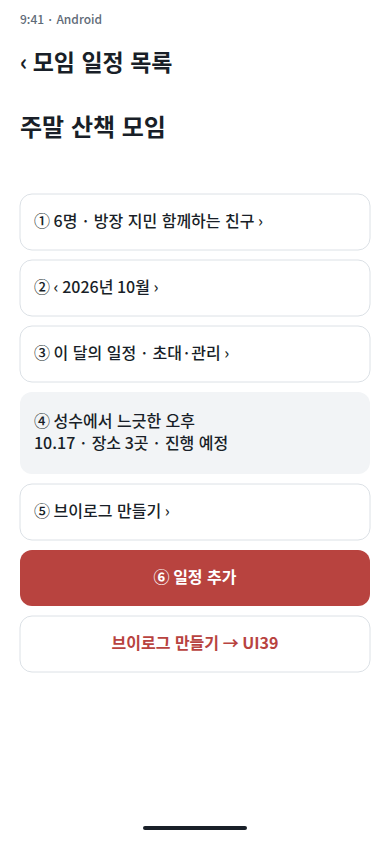 9:41 · Android
‹ 모임 일정 목록
주말 산책 모임
① 6명 · 방장 지민 함께하는 친구 ›
② ‹ 2026년 10월 ›
③ 이 달의 일정 · 초대·관리 ›
④ 성수에서 느긋한 오후
10.17 · 장소 3곳 · 진행 예정
⑤ 브이로그 만들기 ›
⑥ 일정 추가
브이로그 만들기 → UI39